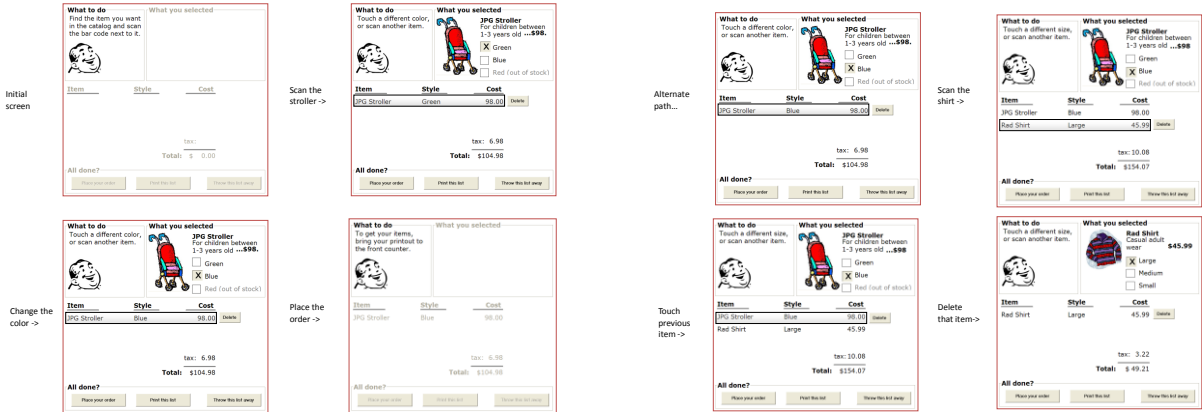 Initial
screen
What to do
Find the item you want
in the catalog and scan
the bar code next to it.
What you selected
Item Style Cost
tax:
Total: $ 0.00
All done?
Place your order Print this list Throw this list away
Scan the
stroller ->
What to do
Touch a different color,
or scan another item.
What you selected
JPG Stroller
For children between
1-3 years old ...$98.
X Green
Blue
Red (out of stock)
Item Style Cost
JPG Stroller Green 98.00 Delete
tax: 6.98
Total: $104.98
All done?
Place your order Print this list Throw this list away
Alternate
path...
What to do
Touch a different color,
or scan another item.
What you selected
JPG Stroller
For children between
1-3 years old ...$98.
Green
X Blue
Red (out of stock)
Item Style Cost
JPG Stroller Blue 98.00 Delete
tax: 6.98
Total: $104.98
All done?
Place your order Print this list Throw this list away
Scan the
shirt ->
What to do
Touch a different size,
or scan another item.
What you selected
JPG Stroller
For children between
1-3 years old ...$98
Green
X Blue
Red (out of stock)
Item Style Cost
JPG Stroller Blue 98.00
Rad Shirt Large 45.99 Delete
tax: 10.08
Total: $154.07
All done?
Place your order Print this list Throw this list away
Change the
color ->
What to do
Touch a different color,
or scan another item.
What you selected
JPG Stroller
For children between
1-3 years old ...$98.
Green
X Blue
Red (out of stock)
Item Style Cost
JPG Stroller Blue 98.00 Delete
tax: 6.98
Total: $104.98
All done?
Place your order Print this list Throw this list away
Place the
order ->
What to do
To get your items,
bring your printout to
the front counter.
What you selected
Item Style Cost
JPG Stroller Blue 98.00
tax: 6.98
Total: $104.98
All done?
Place your order Print this list Throw this list away
Touch
previous
item ->
What to do
Touch a different size,
or scan another item.
What you selected
JPG Stroller
For children between
1-3 years old ...$98.
Green
X Blue
Red (out of stock)
Item Style Cost
JPG Stroller Blue 98.00 Delete
Rad Shirt Large 45.99
tax: 10.08
Total: $154.07
All done?
Place your order Print this list Throw this list away
Delete
that item->
What to do
Touch a different size,
or scan another item.
What you selected
Rad Shirt
Casual adult
wear $45.99
X Large
Medium
Small
Item Style Cost
Rad Shirt Large 45.99 Delete
tax: 3.22
Total: $ 49.21
All done?
Place your order Print this list Throw this list away